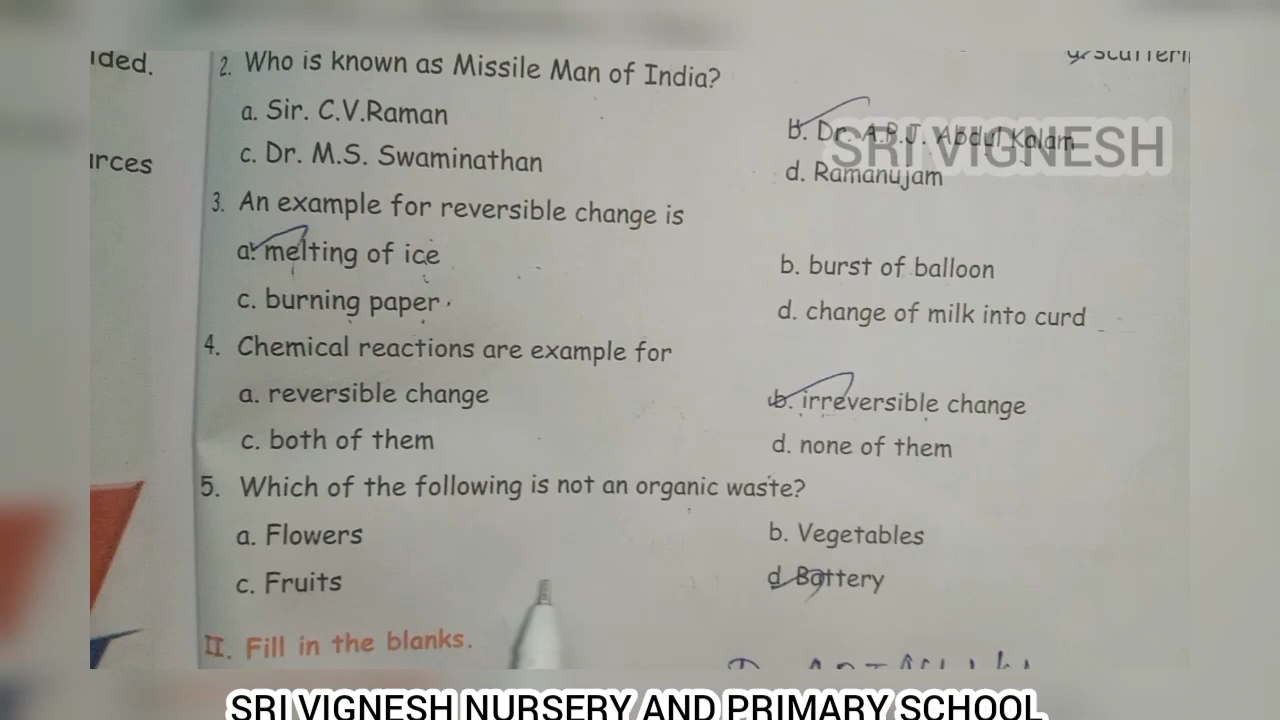 ided.
2. Who is known as Missile Man of India?
a. Sir. C.V.Raman
b. Dr. A.P.J. Abdul Kalam
SRI VIGNESH
urces
c. Dr. M.S. Swaminathan
d. Ramanujam
3. An example for reversible change is
a. melting of ice
b. burst of balloon
c. burning paper
d. change of milk into curd
4. Chemical reactions are example for
a. reversible change
b. irreversible change
c. both of them
d. none of them
5. Which of the following is not an organic waste?
a. Flowers
b. Vegetables
c. Fruits
d. Battery
II. Fill in the blanks.
SRI VIGNESH NURSERY AND PRIMARY SCHOOL